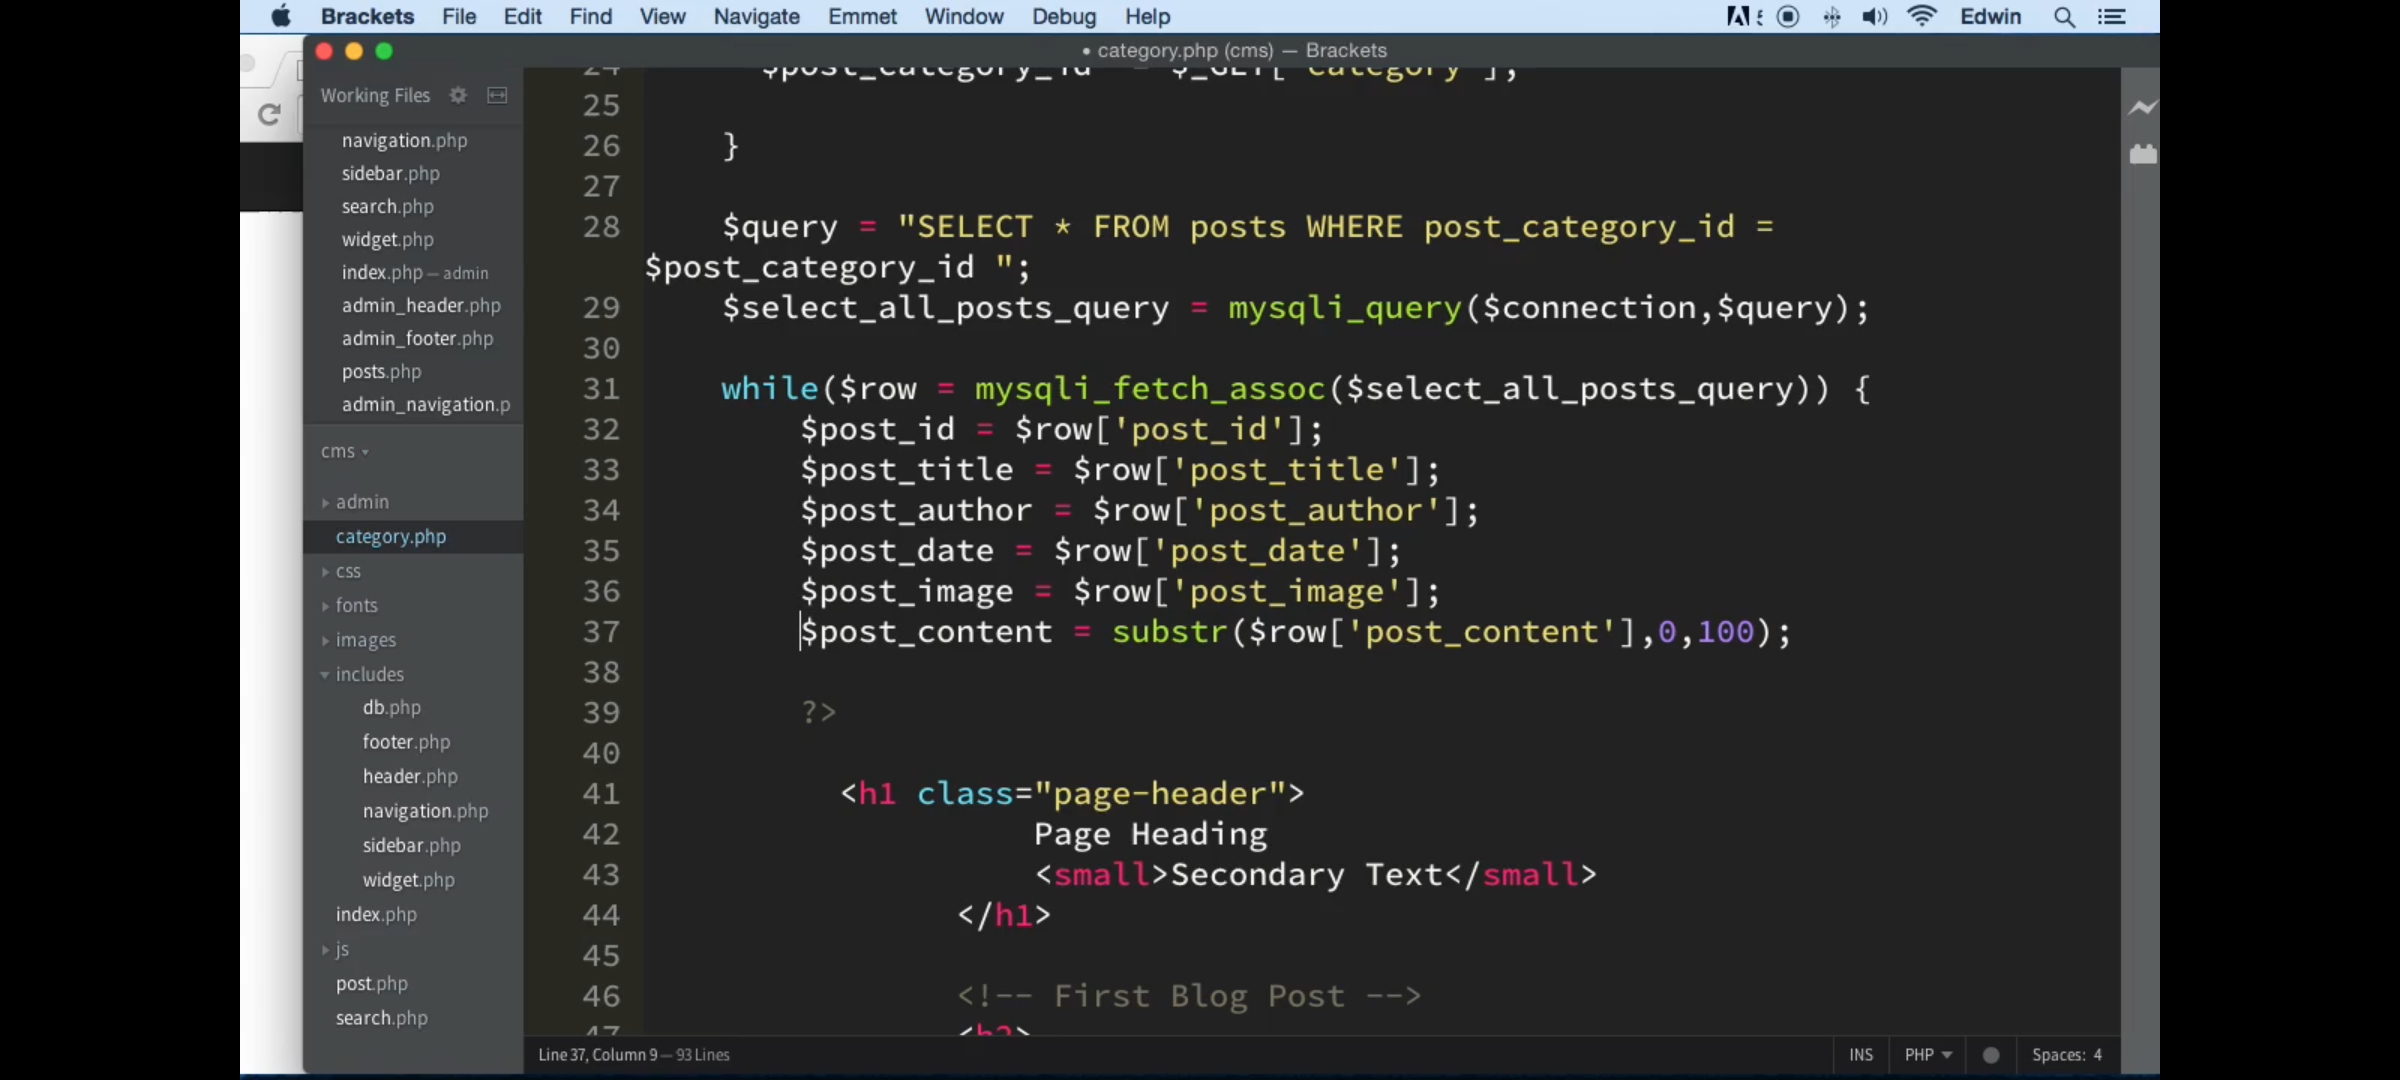 Brackets File Edit Find View Navigate Emmet Window Debug Help Edwin
• category.php (cms) — Brackets
Working Files
navigation.php
sidebar.php
search.php
widget.php
index.php — admin
admin_header.php
admin_footer.php
posts.php
admin_navigation.p
cms
admin
category.php
css
fonts
images
includes
db.php
footer.php
header.php
navigation.php
sidebar.php
widget.php
index.php
js
post.php
search.php
24 $post_category_id = $_GET['category'];
25
26 }
27
28 $query = "SELECT * FROM posts WHERE post_category_id =
$post_category_id ";
29 $select_all_posts_query = mysqli_query($connection,$query);
30
31 while($row = mysqli_fetch_assoc($select_all_posts_query)) {
32 $post_id = $row['post_id'];
33 $post_title = $row['post_title'];
34 $post_author = $row['post_author'];
35 $post_date = $row['post_date'];
36 $post_image = $row['post_image'];
37 $post_content = substr($row['post_content'],0,100);
38
39 ?>
40
41 <h1 class="page-header">
42 Page Heading
43 <small>Secondary Text</small>
44 </h1>
45
46 <!-- First Blog Post -->
47 <h2>
Line 37, Column 9 — 93 Lines
INS PHP Spaces: 4